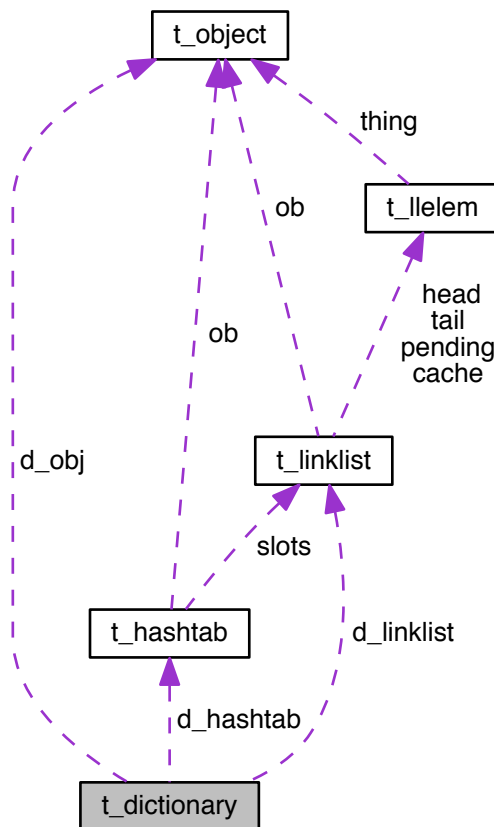 t_object
thing
t_llelem
ob
head
tail
pending
cache
ob
t_linklist
d_obj
slots
t_hashtab
d_linklist
d_hashtab
t_dictionary